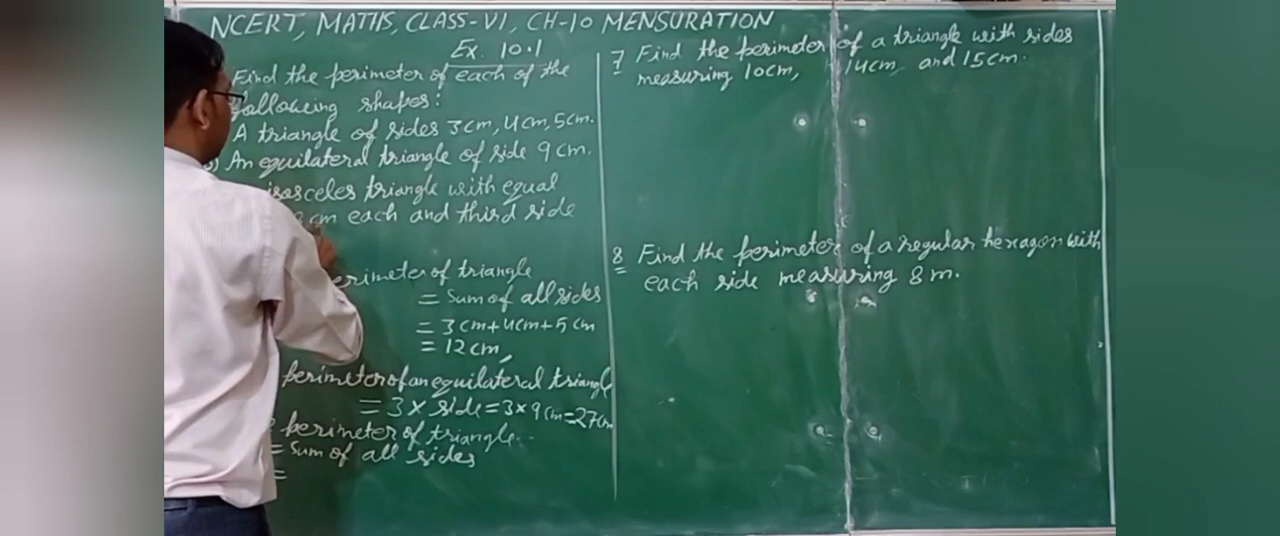 NCERT, MATHS, CLASS-VI, CH-10 MENSURATION
Ex. 10.1
Find the perimeter of each of the
following shapes:
A triangle of sides 3cm, 4cm, 5cm.
) An equilateral triangle of side 9cm.
isosceles triangle with equal
cm each and third side
perimeter of triangle
= Sum of all sides
= 3cm+4cm+5cm
= 12cm,
perimeter of an equilateral triangle
= 3 × side = 3 × 9cm = 27cm
perimeter of triangle
= Sum of all sides
=
7 Find the perimeter of a triangle with sides
measuring 10cm, 14cm and 15cm.
8 Find the perimeter of a regular hexagon with
each side measuring 8m.